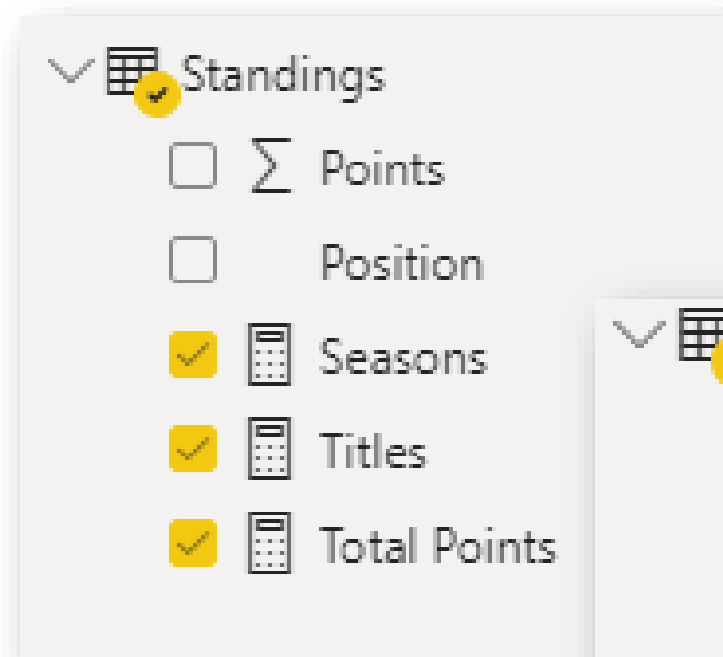 Standings
Points
Position
Seasons
Titles
Total Points